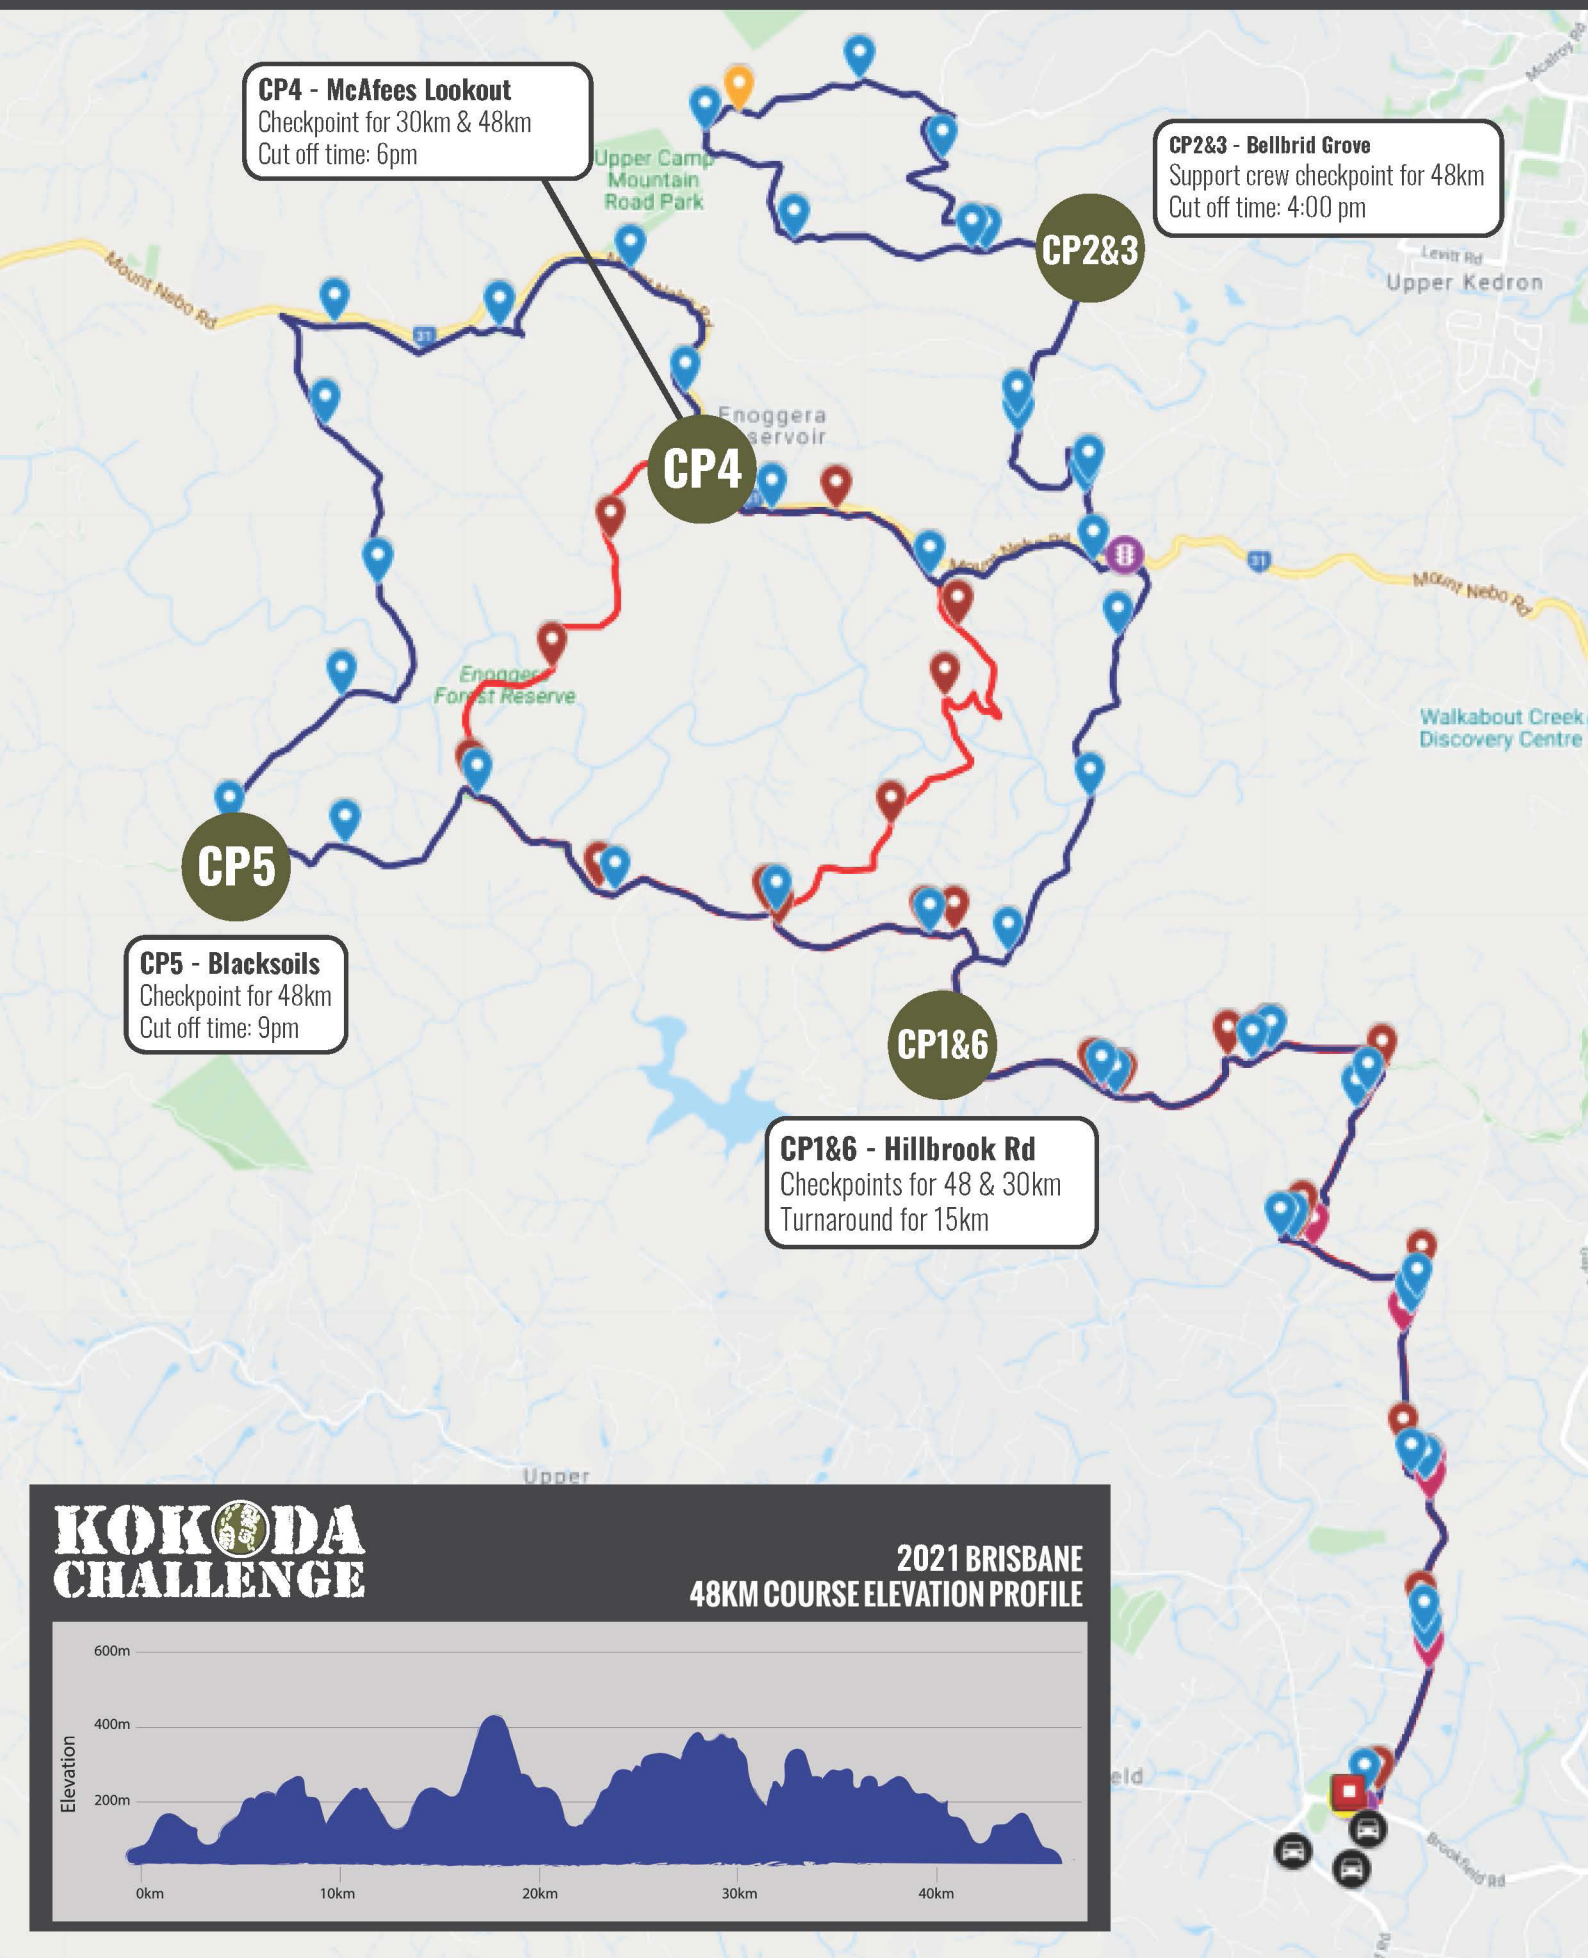 CP4 - McAfees Lookout
Checkpoint for 30km & 48km
Cut off time: 6pm
Mcalroy Rd
CP2&3 - Bellbrid Grove
Support crew checkpoint for 48km
Cut off time: 4:00 pm
Upper Camp
Mountain
Road Park
CP2&3
Levitt Rd
Upper Kedron
Mount Nebo Rd
31
Enoggera
servoir
CP4
Mount Nebo Rd
31
Mount Nebo Rd
Forest Reserve
Walkabout Creek
Discovery Centre
CP5
CP5 - Blacksoils
Checkpoint for 48km
Cut off time: 9pm
CP1&6
CP1&6 - Hillbrook Rd
Checkpoints for 48 & 30km
Turnaround for 15km
Upper
KOKODA
CHALLENGE
2021 BRISBANE
48KM COURSE ELEVATION PROFILE
600m
400m
200m
Elevation
0km
10km
20km
30km
40km
eld
Brookfield Rd
Rd